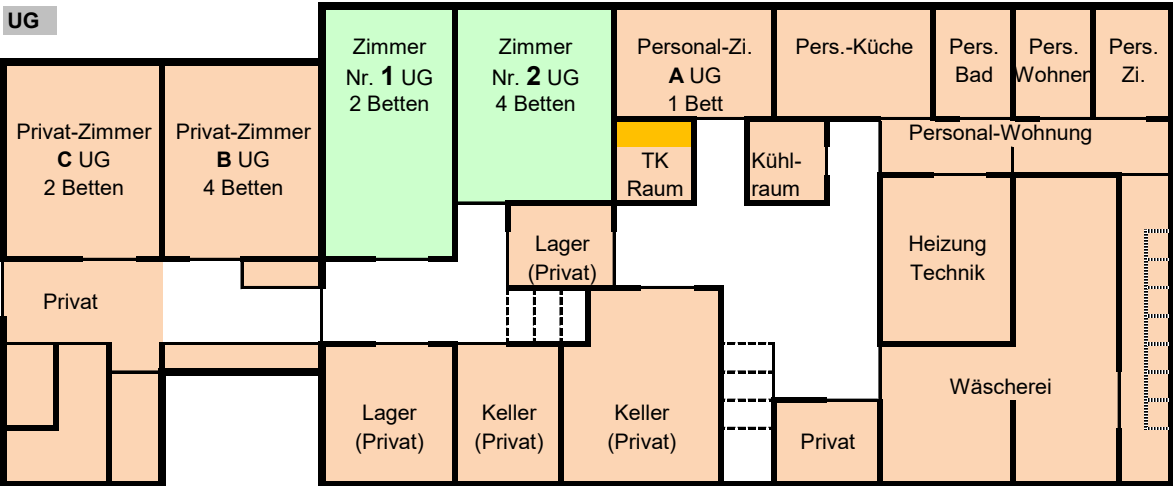 UG
Zimmer
Nr. 1 UG
2 Betten
Zimmer
Nr. 2 UG
4 Betten
Personal-Zi.
A UG
1 Bett
Pers.-Küche
Pers.
Bad
Pers.
Wohnen
Pers.
Zi.
Privat-Zimmer
C UG
2 Betten
Privat-Zimmer
B UG
4 Betten
TK
Raum
Kühl-
raum
Personal-Wohnung
Lager
(Privat)
Heizung
Technik
Privat
Lager
(Privat)
Keller
(Privat)
Keller
(Privat)
Privat
Wäscherei